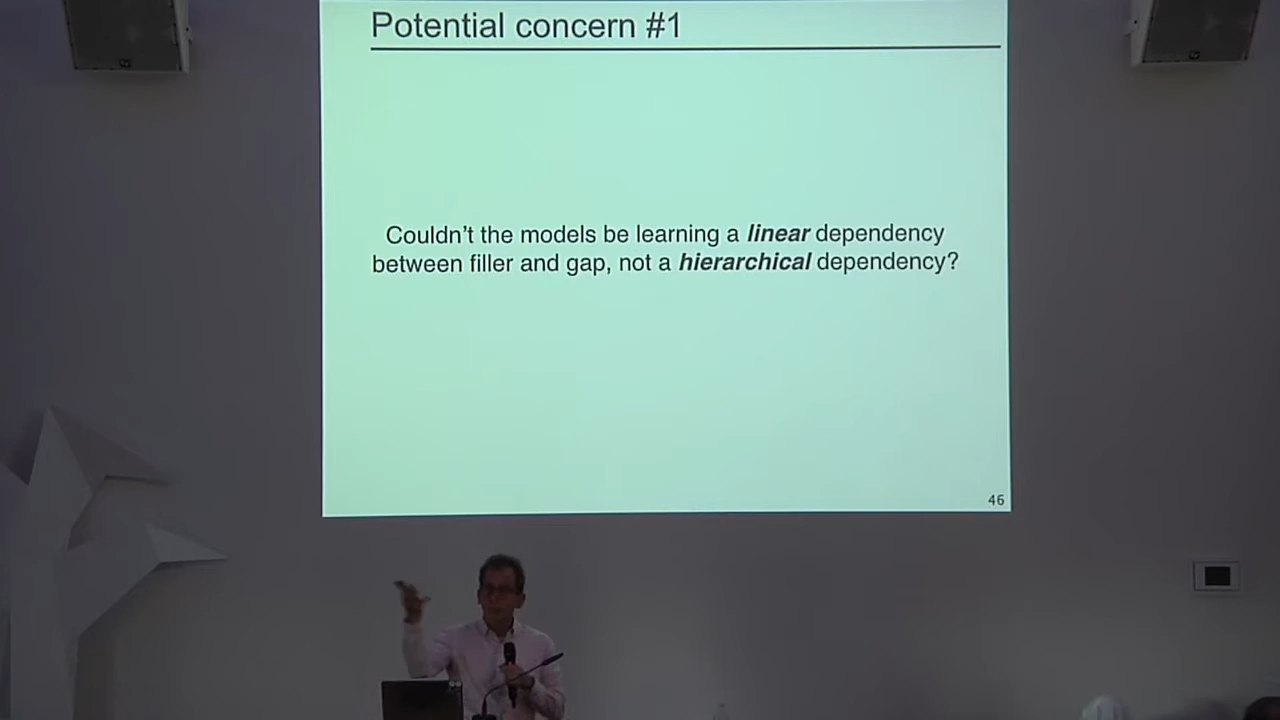 Potential concern #1
Couldn't the models be learning a linear dependency
between filler and gap, not a hierarchical dependency?
46